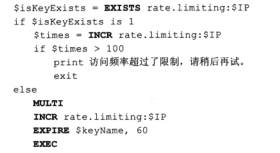 $isKeyExists = EXISTS rate.limiting:$IP
if $isKeyExists is 1
    $times = INCR rate.limiting:$IP
    if $times > 100
        print 访问频率超过了限制，请稍后再试。
        exit
else
    MULTI
    INCR rate.limiting:$IP
    EXPIRE $keyName, 60
    EXEC